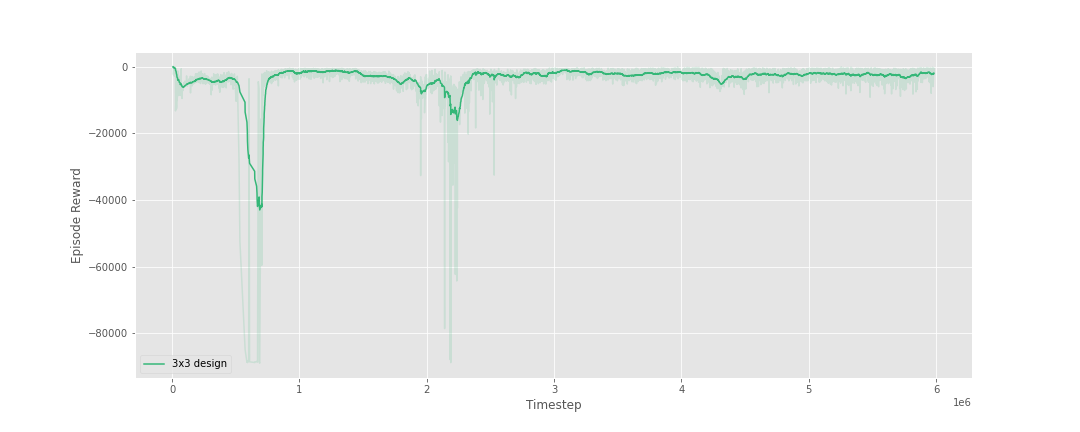 0
−20000
−40000
−60000
−80000
Episode Reward
3x3 design
0 1 2 3 4 5 6
1e6
Timestep